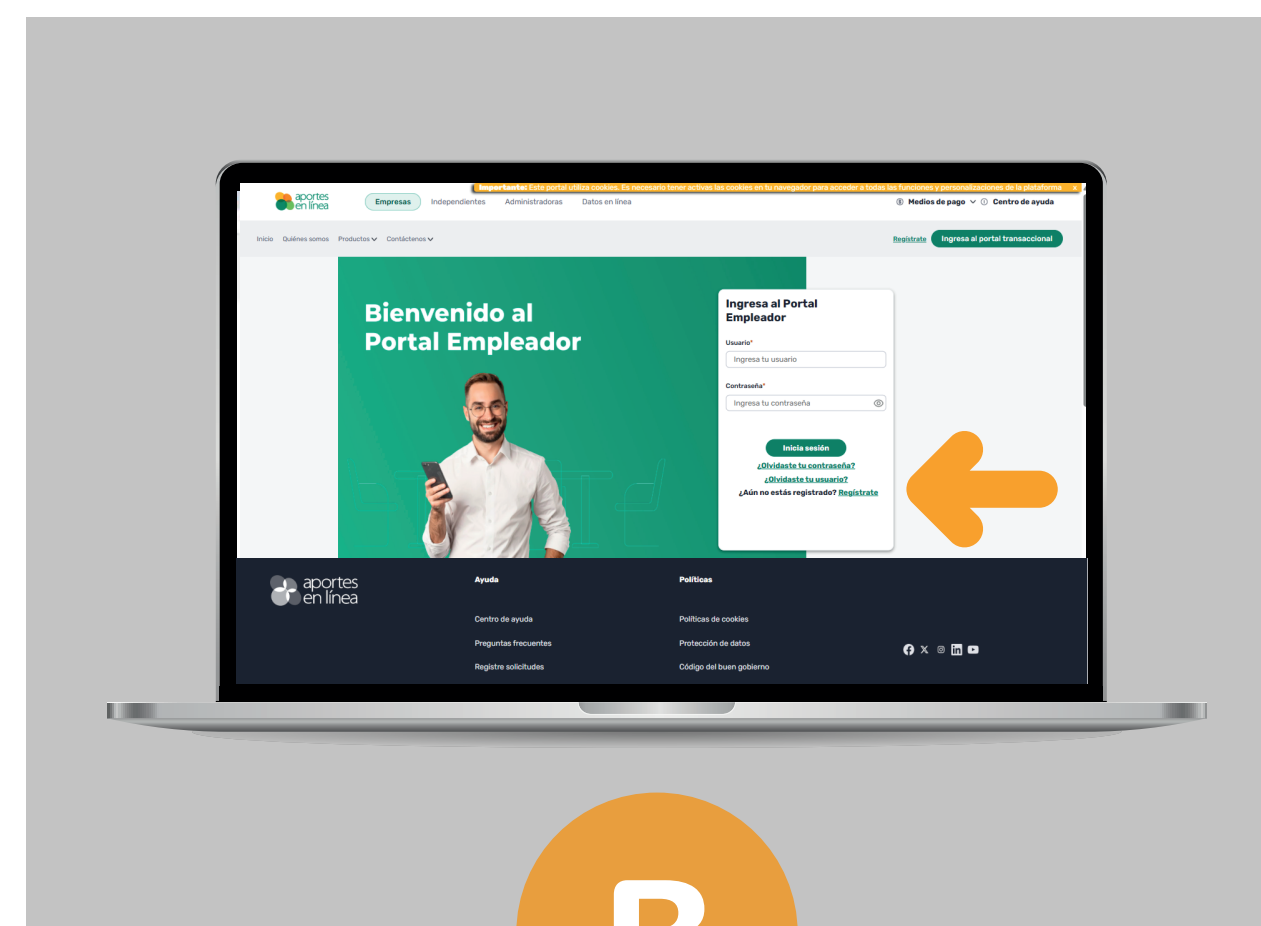 Importante: Este portal utiliza cookies. Es necesario tener activas las cookies en tu navegador para acceder a todas las funciones y personalizaciones de la plataforma x
aportes
en línea
Empresas Independientes Administradoras Datos en línea Medios de pago Centro de ayuda
Inicio Quiénes somos Productos Contáctenos Regístrate Ingresa al portal transaccional
Bienvenido al
Portal Empleador
Ingresa al Portal
Empleador
Usuario*
Ingresa tu usuario
Contraseña*
Ingresa tu contraseña
Inicia sesión
¿Olvidaste tu contraseña?
¿Olvidaste tu usuario?
¿Aún no estás registrado? Regístrate
aportes
en línea
Ayuda Políticas
Centro de ayuda Políticas de cookies
Preguntas frecuentes Protección de datos
Registre solicitudes Código del buen gobierno